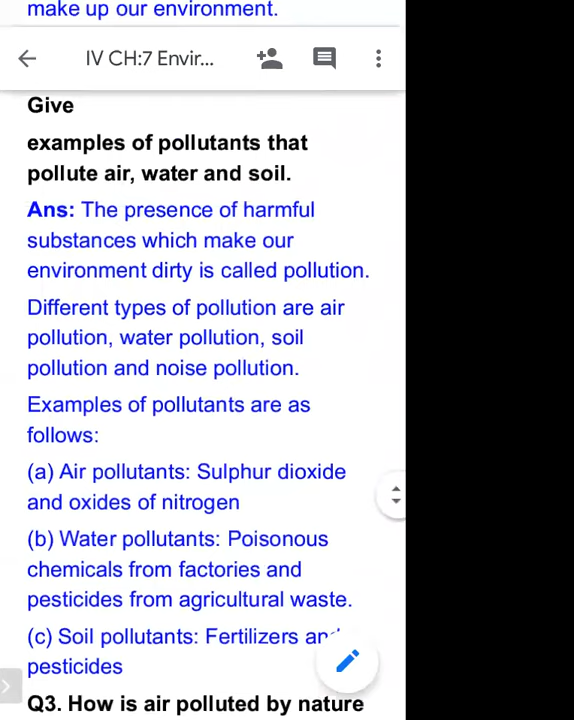 make up our environment.
IV CH:7 Envir...
Give
examples of pollutants that
pollute air, water and soil.
Ans: The presence of harmful
substances which make our
environment dirty is called pollution.
Different types of pollution are air
pollution, water pollution, soil
pollution and noise pollution.
Examples of pollutants are as
follows:
(a) Air pollutants: Sulphur dioxide
and oxides of nitrogen
(b) Water pollutants: Poisonous
chemicals from factories and
pesticides from agricultural waste.
(c) Soil pollutants: Fertilizers and
pesticides
Q3. How is air polluted by nature